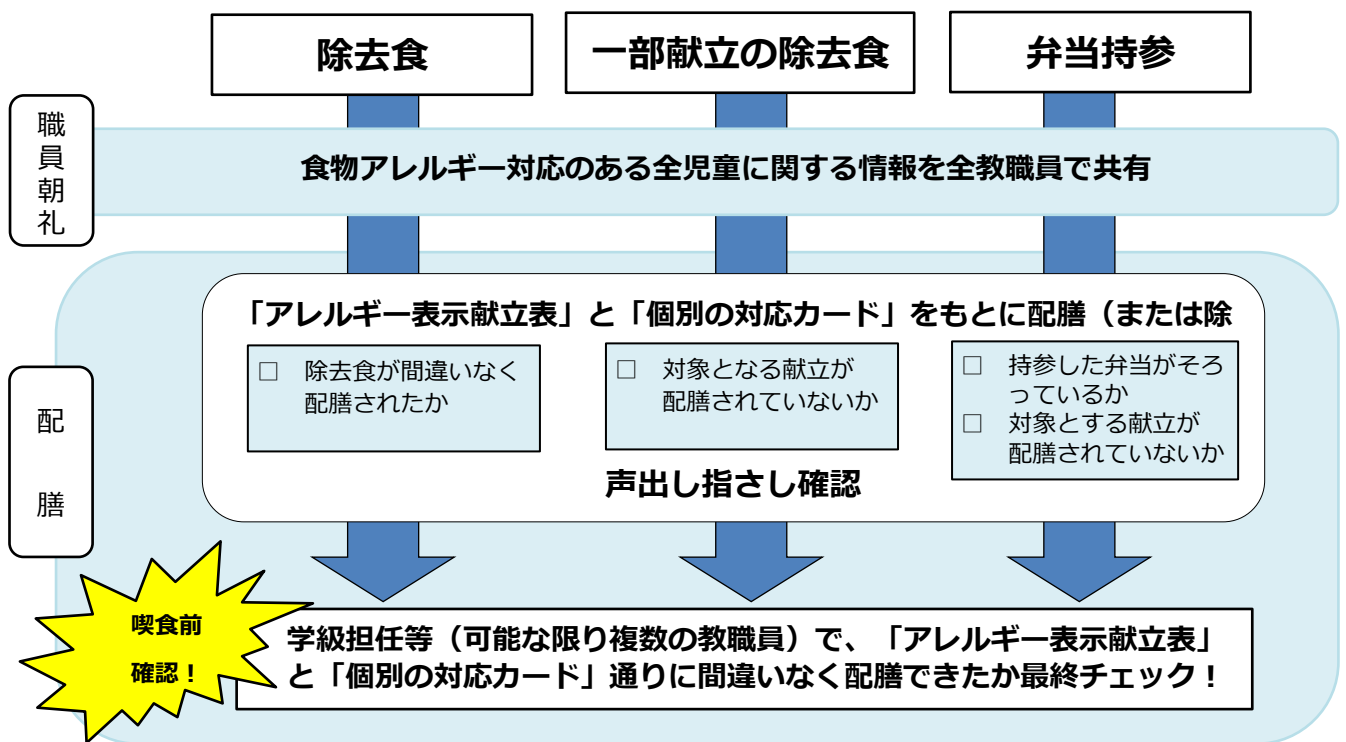 除去食
一部献立の除去食
弁当持参
職員朝礼
食物アレルギー対応のある全児童に関する情報を全教職員で共有
「アレルギー表示献立表」と「個別の対応カード」をもとに配膳（または除
□ 除去食が間違いなく
配膳されたか
□ 対象となる献立が
配膳されていないか
□ 持参した弁当がそろ
っているか
□ 対象とする献立が
配膳されていないか
声出し指さし確認
配膳
喫食前
確認！
学級担任等（可能な限り複数の教職員）で、「アレルギー表示献立表」
と「個別の対応カード」通りに間違いなく配膳できたか最終チェック！